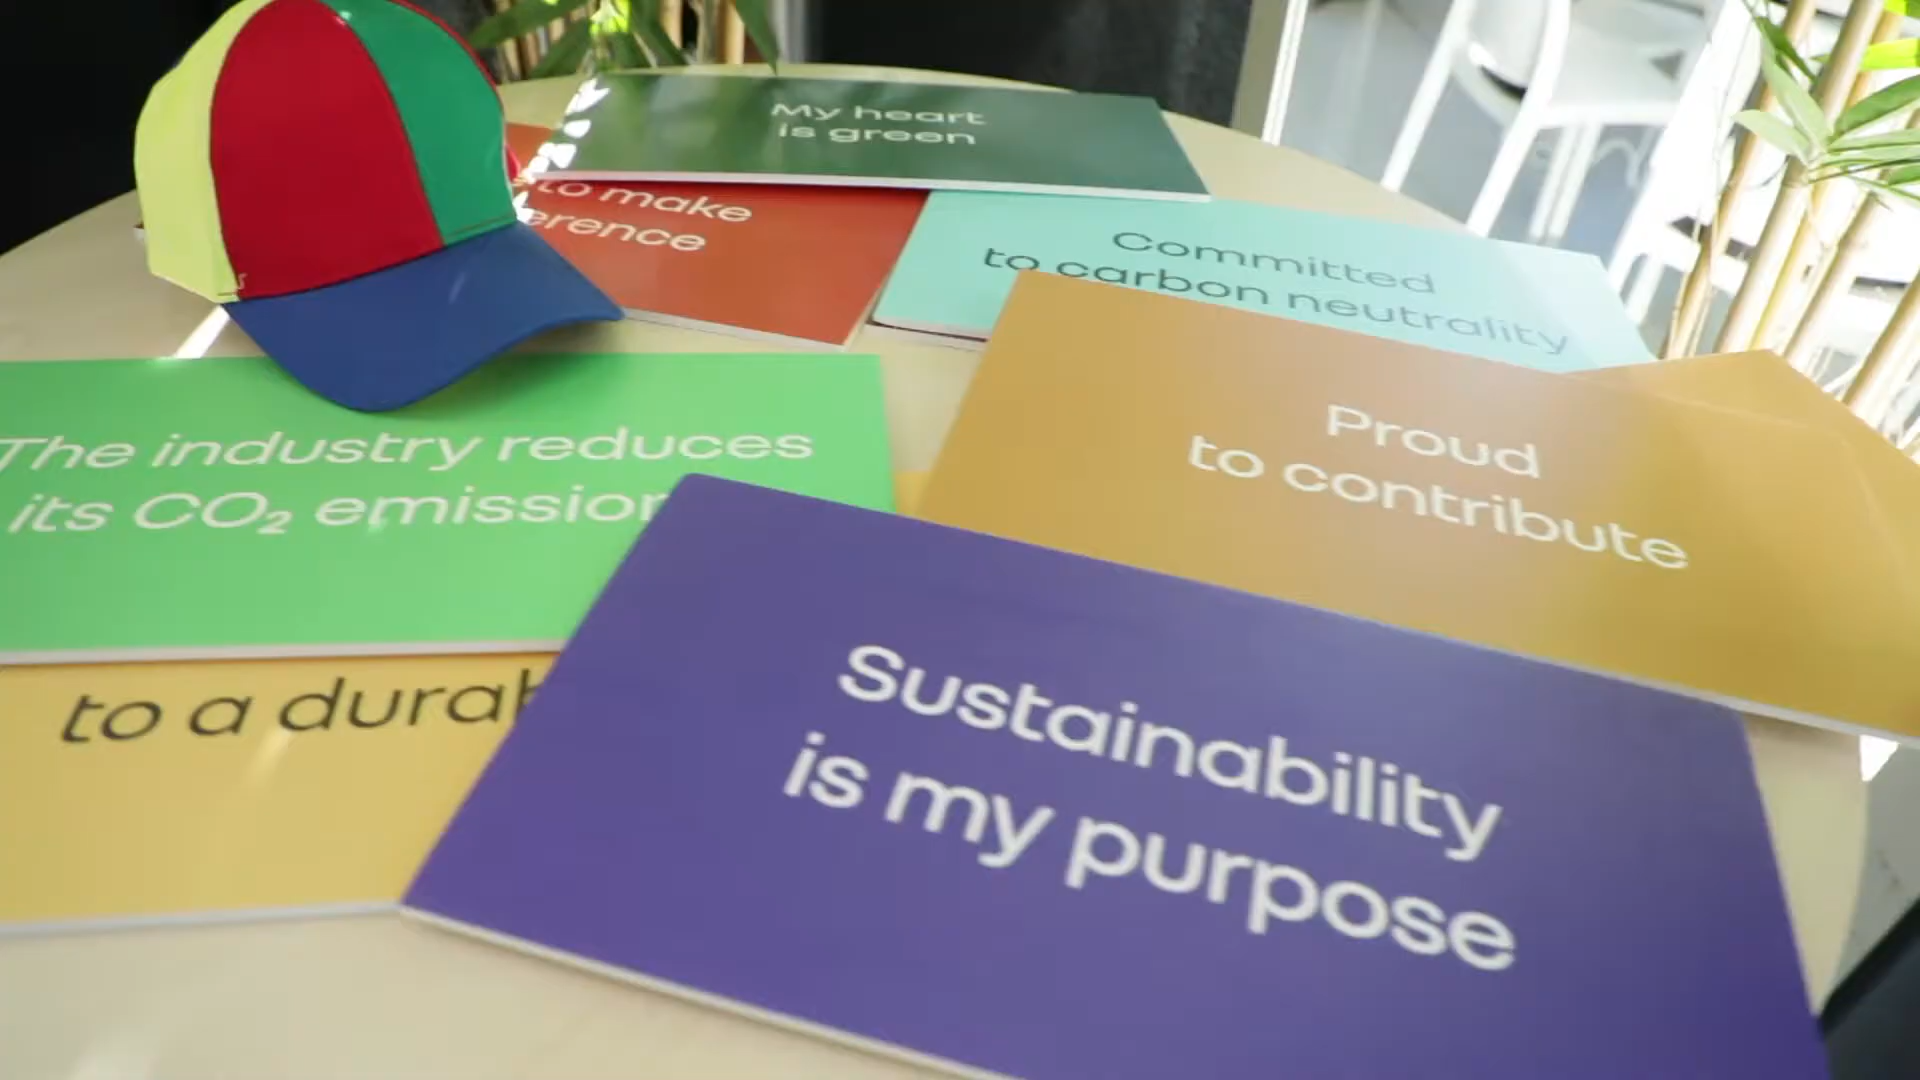 My heart
is green
to make
erence
Committed
to carbon neutrality
Proud
to contribute
The industry reduces
its CO₂ emission
to a durab
Sustainability
is my purpose